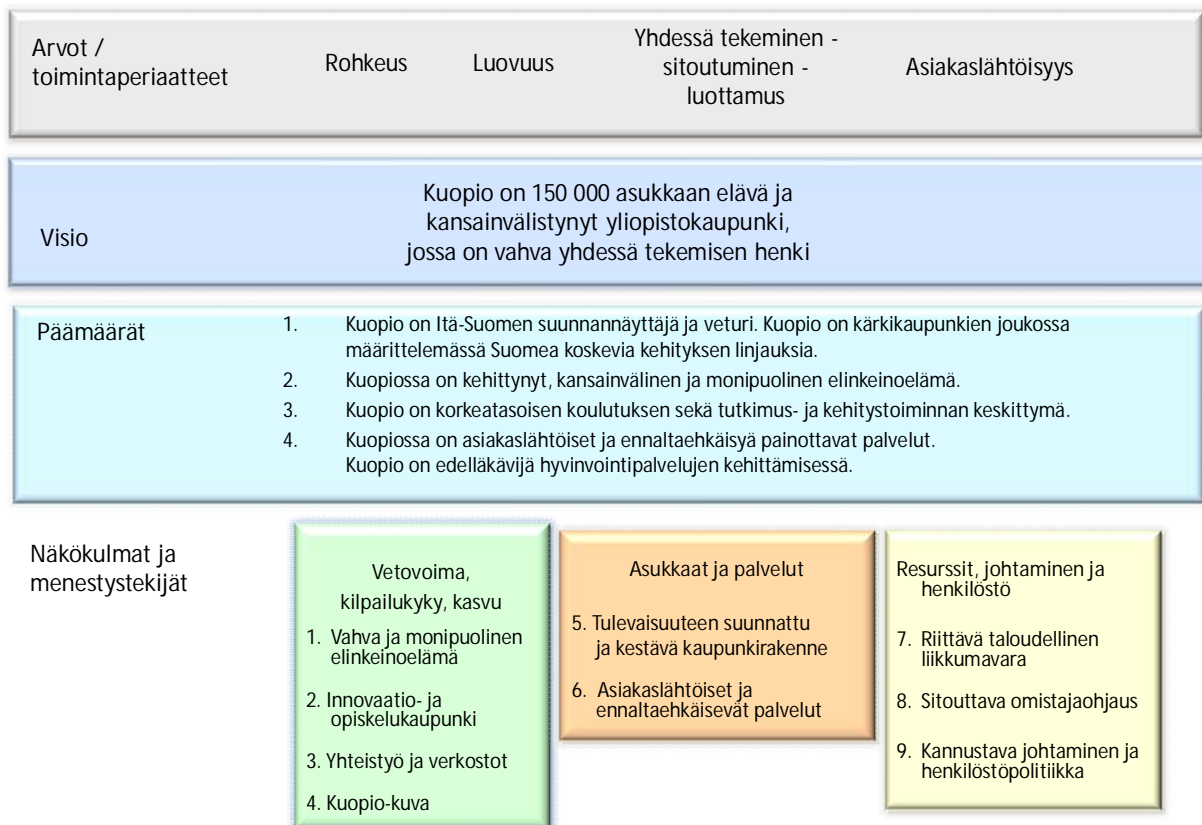 Arvot /
toimintaperiaatteet
Rohkeus
Luovuus
Yhdessä tekeminen -
sitoutuminen -
luottamus
Asiakaslähtöisyys
Visio
Kuopio on 150 000 asukkaan elävä ja
kansainvälistynyt yliopistokaupunki,
jossa on vahva yhdessä tekemisen henki
Päämäärät
1. Kuopio on Itä-Suomen suunnannäyttäjä ja veturi. Kuopio on kärkikaupunkien joukossa
määrittelemässä Suomea koskevia kehityksen linjauksia.
2. Kuopiossa on kehittynyt, kansainvälinen ja monipuolinen elinkeinoelämä.
3. Kuopio on korkeatasoisen koulutuksen sekä tutkimus- ja kehitystoiminnan keskittymä.
4. Kuopiossa on asiakaslähtöiset ja ennaltaehkäisyä painottavat palvelut.
Kuopio on edelläkävijä hyvinvointipalvelujen kehittämisessä.
Näkökulmat ja
menestystekijät
Vetovoima,
kilpailukyky, kasvu
1. Vahva ja monipuolinen
elinkeinoelämä
2. Innovaatio- ja
opiskelukaupunki
3. Yhteistyö ja verkostot
4. Kuopio-kuva
Asukkaat ja palvelut
5. Tulevaisuuteen suunnattu
ja kestävä kaupunkirakenne
6. Asiakaslähtöiset ja
ennaltaehkäisevät palvelut
Resurssit, johtaminen ja
henkilöstö
7. Riittävä taloudellinen
liikkumavara
8. Sitouttava omistajaohjaus
9. Kannustava johtaminen ja
henkilöstöpolitiikka